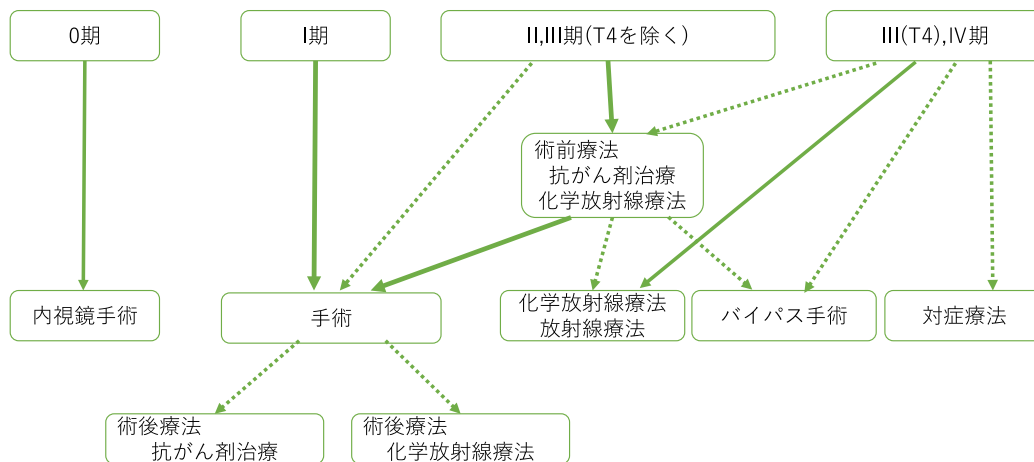 0期
I期
II,III期(T4を除く)
III(T4),IV期
術前療法
抗がん剤治療
化学放射線療法
内視鏡手術
手術
化学放射線療法
放射線療法
バイパス手術
対症療法
術後療法
抗がん剤治療
術後療法
化学放射線療法